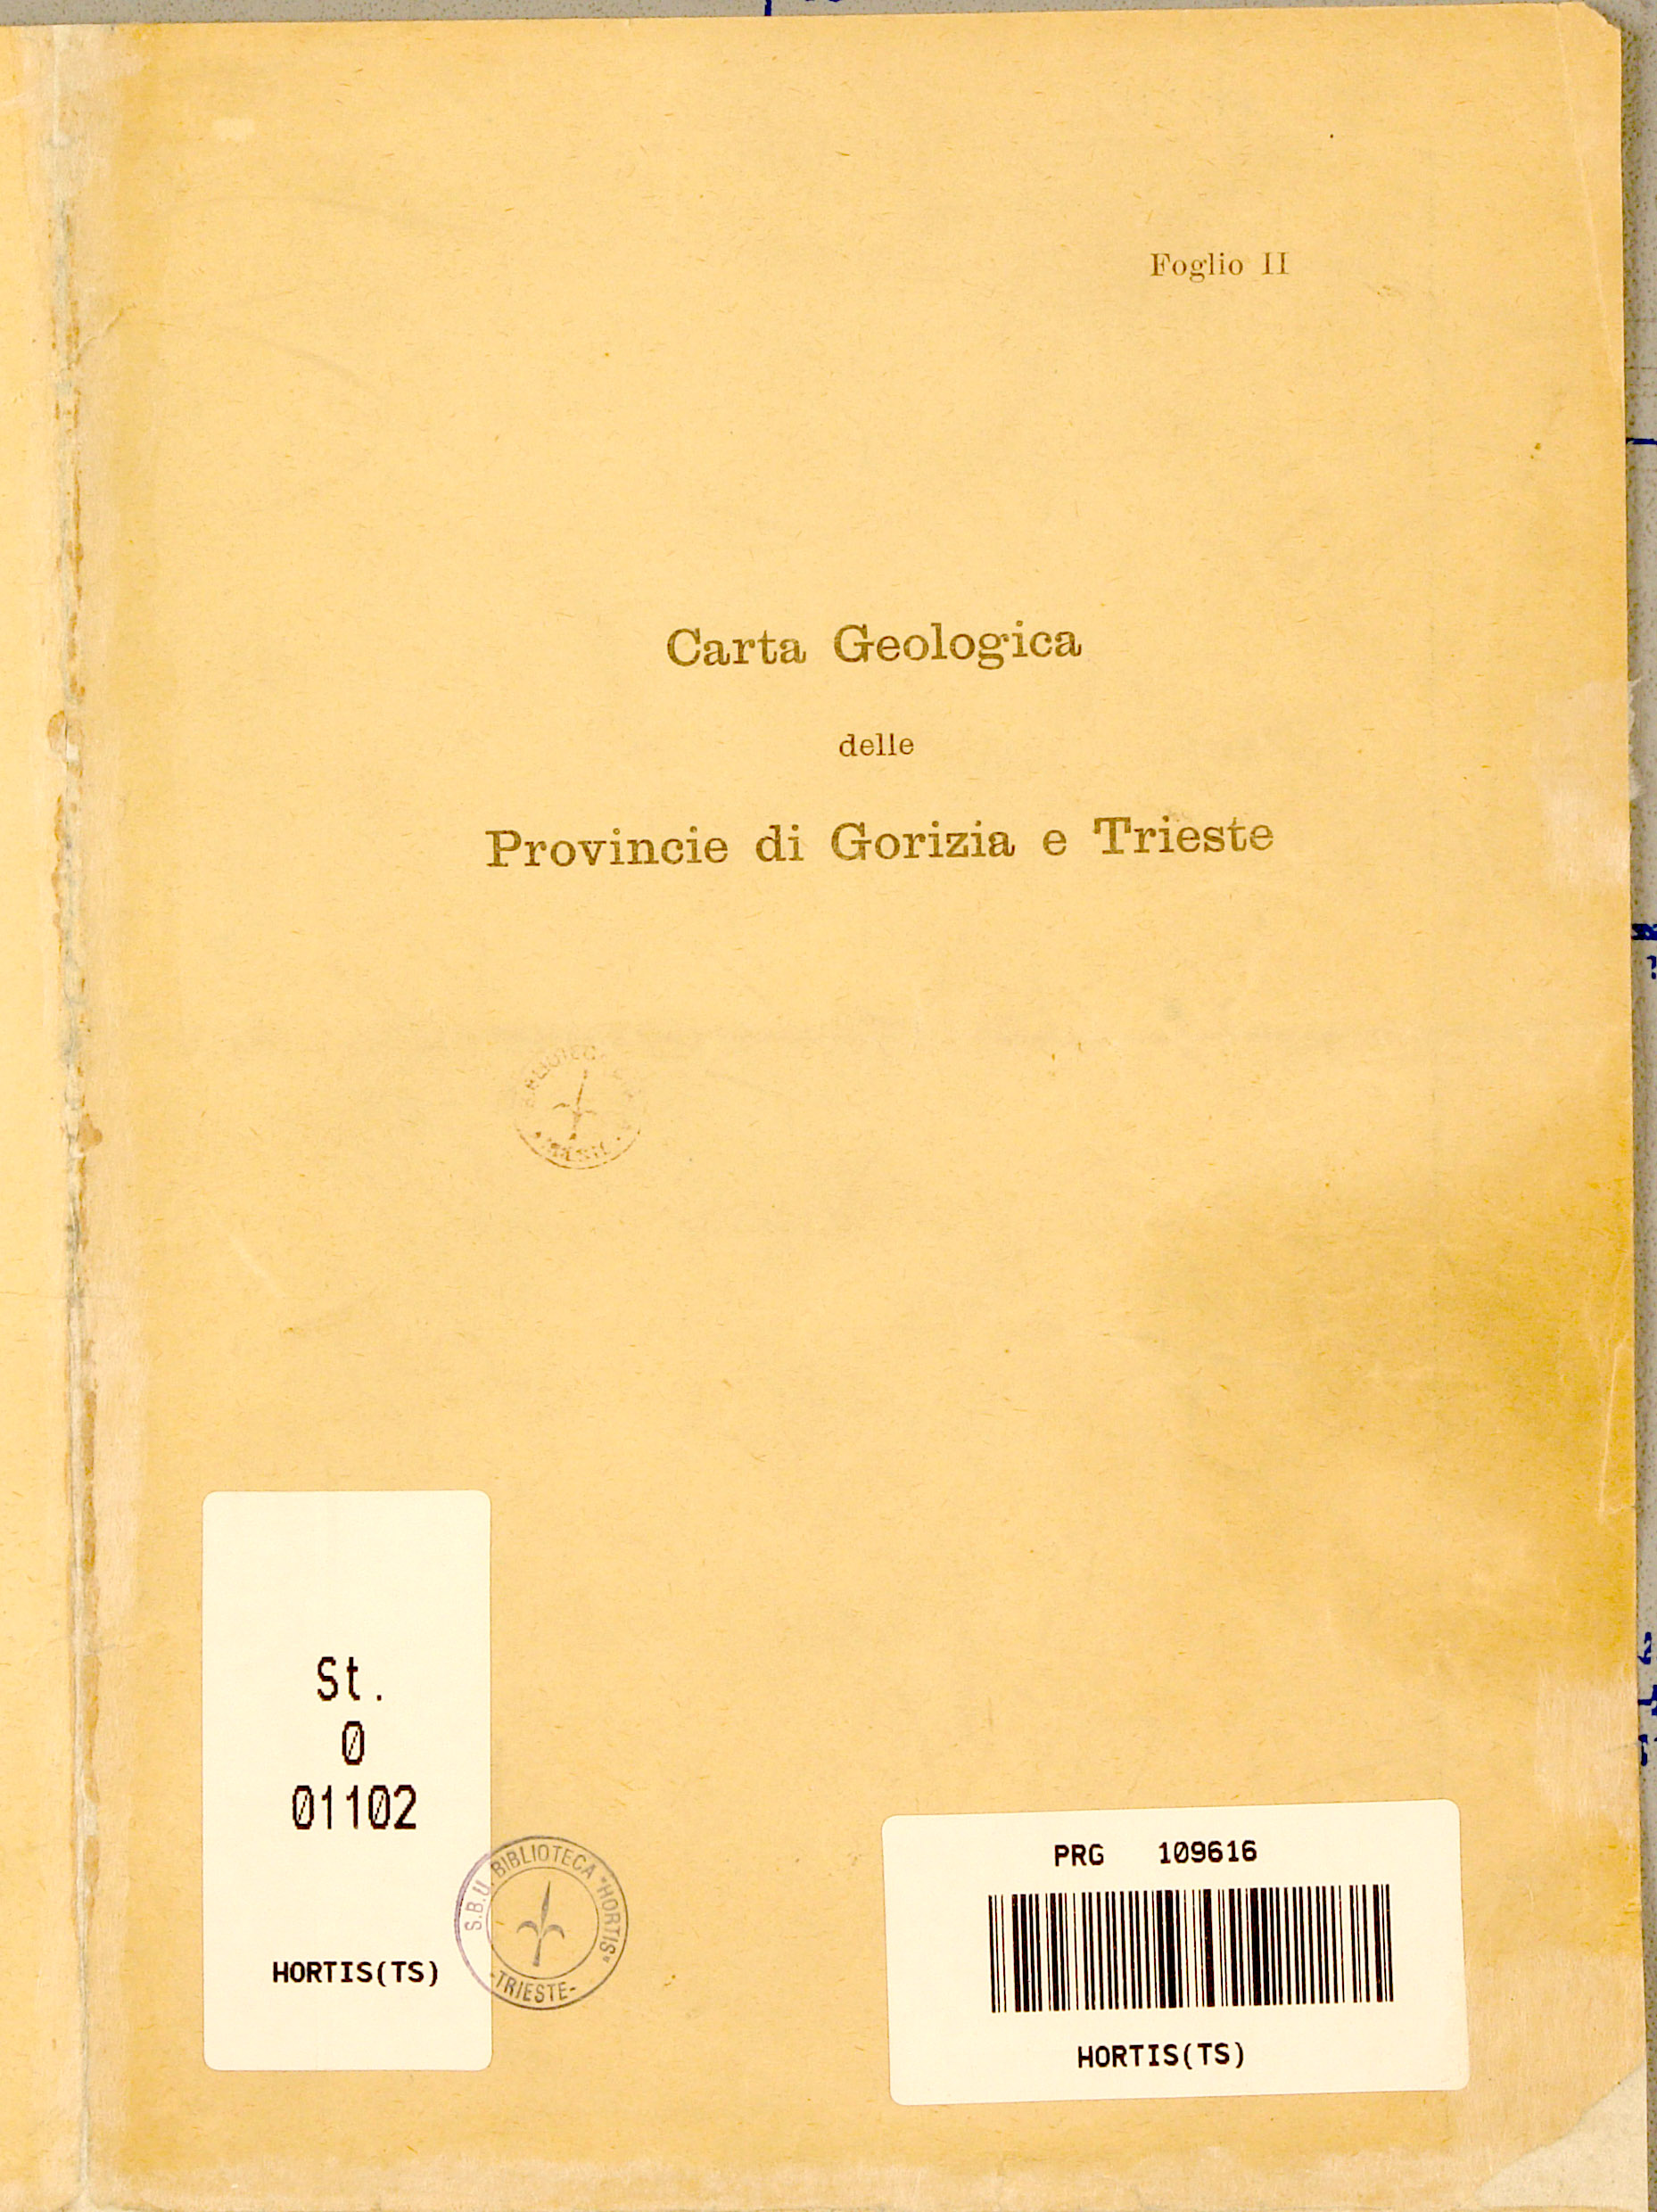 Foglio II
Carta Geologica
delle
Provincie di Gorizia e Trieste
St.
0
01102
HORTIS(TS)
S.B.U. BIBLIOTECA "HORTIS"
-TRIESTE-
PRG 109616
HORTIS(TS)